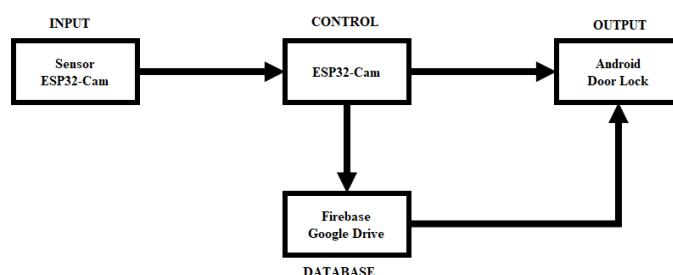 INPUT
CONTROL
OUTPUT
Sensor
ESP32-Cam
ESP32-Cam
Android
Door Lock
Firebase
Google Drive
DATABASE